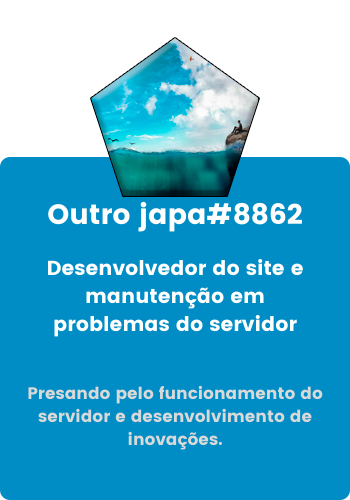 Outro japa#8862
Desenvolvedor do site e
manutenção em
problemas do servidor
Presando pelo funcionamento do
servidor e desenvolvimento de
inovações.